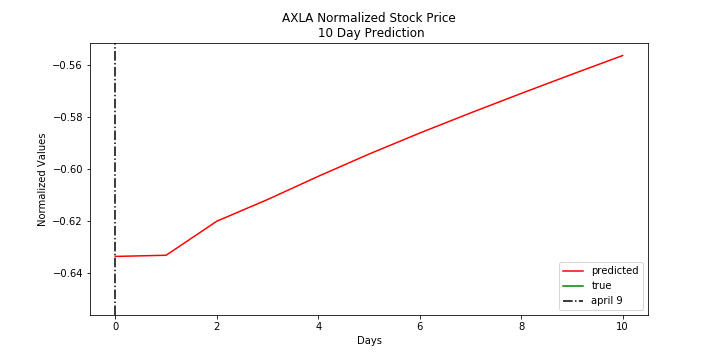 AXLA Normalized Stock Price
10 Day Prediction
Normalized Values
−0.56
−0.58
−0.60
−0.62
−0.64
0
2
4
6
8
10
Days
predicted
true
april 9